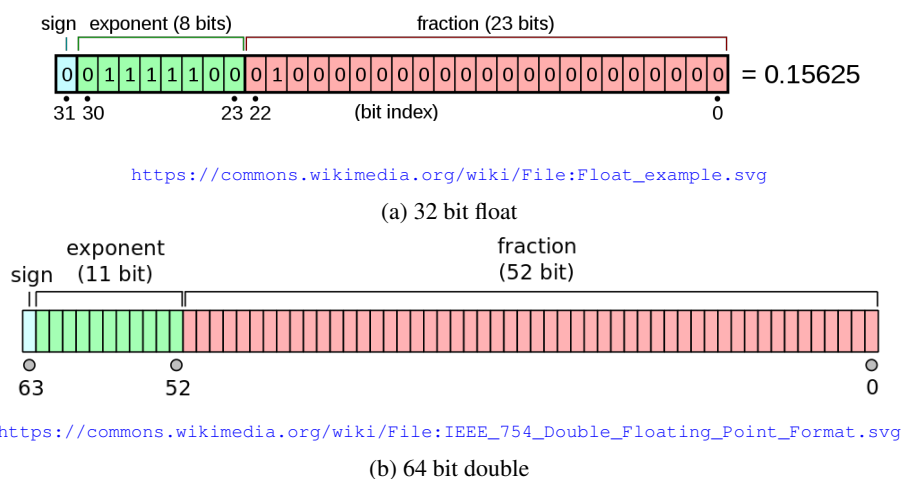 sign exponent (8 bits) fraction (23 bits)
0 0 1 1 1 1 1 0 0 0 1 0 0 0 0 0 0 0 0 0 0 0 0 0 0 0 0 0 0 0 0 0 = 0.15625
31 30 23 22 (bit index) 0
https://commons.wikimedia.org/wiki/File:Float_example.svg
(a) 32 bit float
exponent fraction
sign (11 bit) (52 bit)
63 52 0
https://commons.wikimedia.org/wiki/File:IEEE_754_Double_Floating_Point_Format.svg
(b) 64 bit double